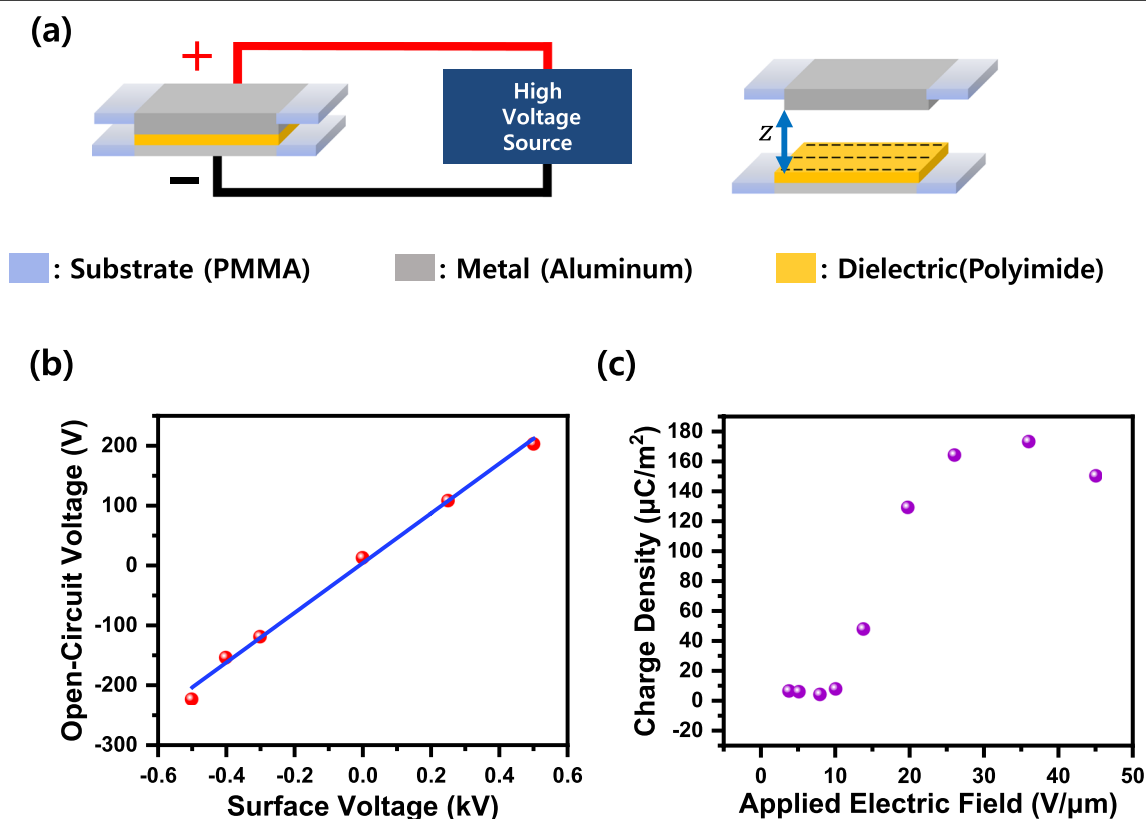 (a)
+
High
Voltage
Source
−
z
: Substrate (PMMA)
: Metal (Aluminum)
: Dielectric(Polyimide)
(b)
Open-Circuit Voltage (V)
200
100
0
-100
-200
-300
-0.6 -0.4 -0.2 0.0 0.2 0.4 0.6
Surface Voltage (kV)
(c)
Charge Density (μC/m²)
180
160
140
120
100
80
60
40
20
0
-20
0 10 20 30 40 50
Applied Electric Field (V/μm)